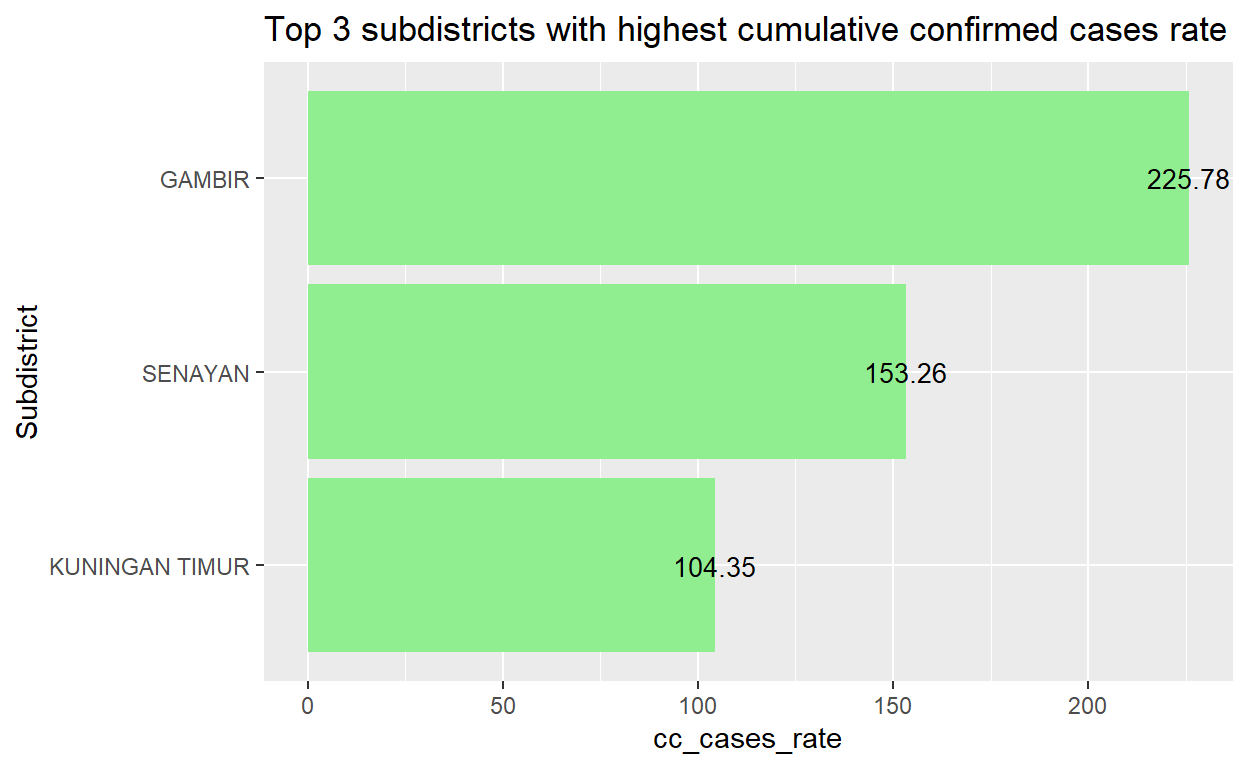 Top 3 subdistricts with highest cumulative confirmed cases rate
Subdistrict
GAMBIR
225.78
SENAYAN
153.26
KUNINGAN TIMUR
104.35
0 50 100 150 200
cc_cases_rate